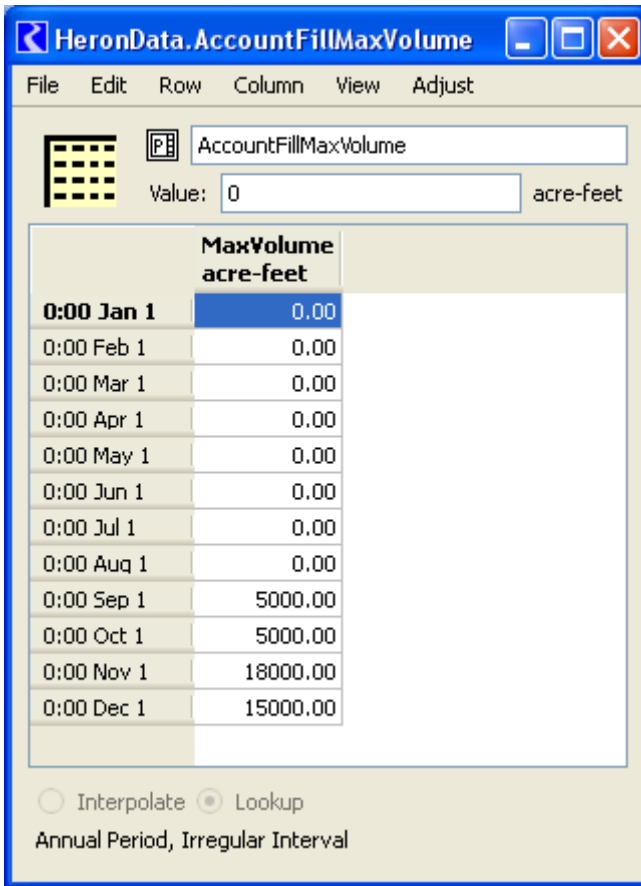 HeronData.AccountFillMaxVolume
File Edit Row Column View Adjust
AccountFillMaxVolume
Value: 0 acre-feet
MaxVolume
acre-feet
0:00 Jan 1 0.00
0:00 Feb 1 0.00
0:00 Mar 1 0.00
0:00 Apr 1 0.00
0:00 May 1 0.00
0:00 Jun 1 0.00
0:00 Jul 1 0.00
0:00 Aug 1 0.00
0:00 Sep 1 5000.00
0:00 Oct 1 5000.00
0:00 Nov 1 18000.00
0:00 Dec 1 15000.00
Interpolate Lookup
Annual Period, Irregular Interval